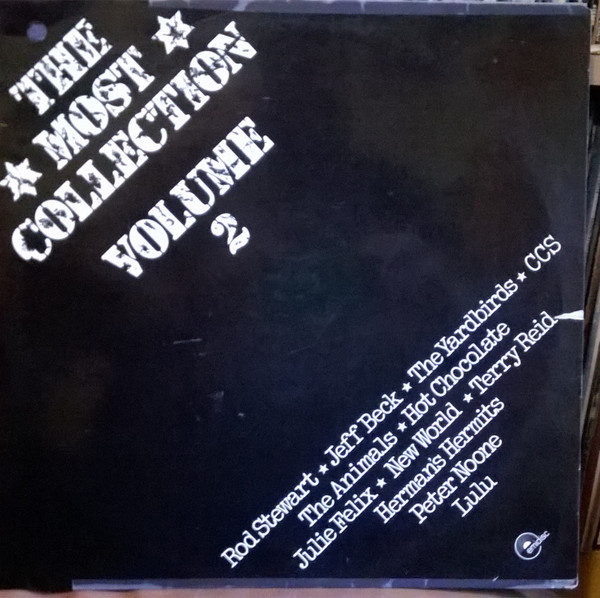 THE
★ MOST ★
COLLECTION
VOLUME
2
Rod Stewart ★ Jeff Beck ★ The Yardbirds ★ CCS
The Animals ★ Hot Chocolate
Julie Felix ★ New World ★ Terry Reid
Herman's Hermits
Peter Noone
Lulu
emidisc